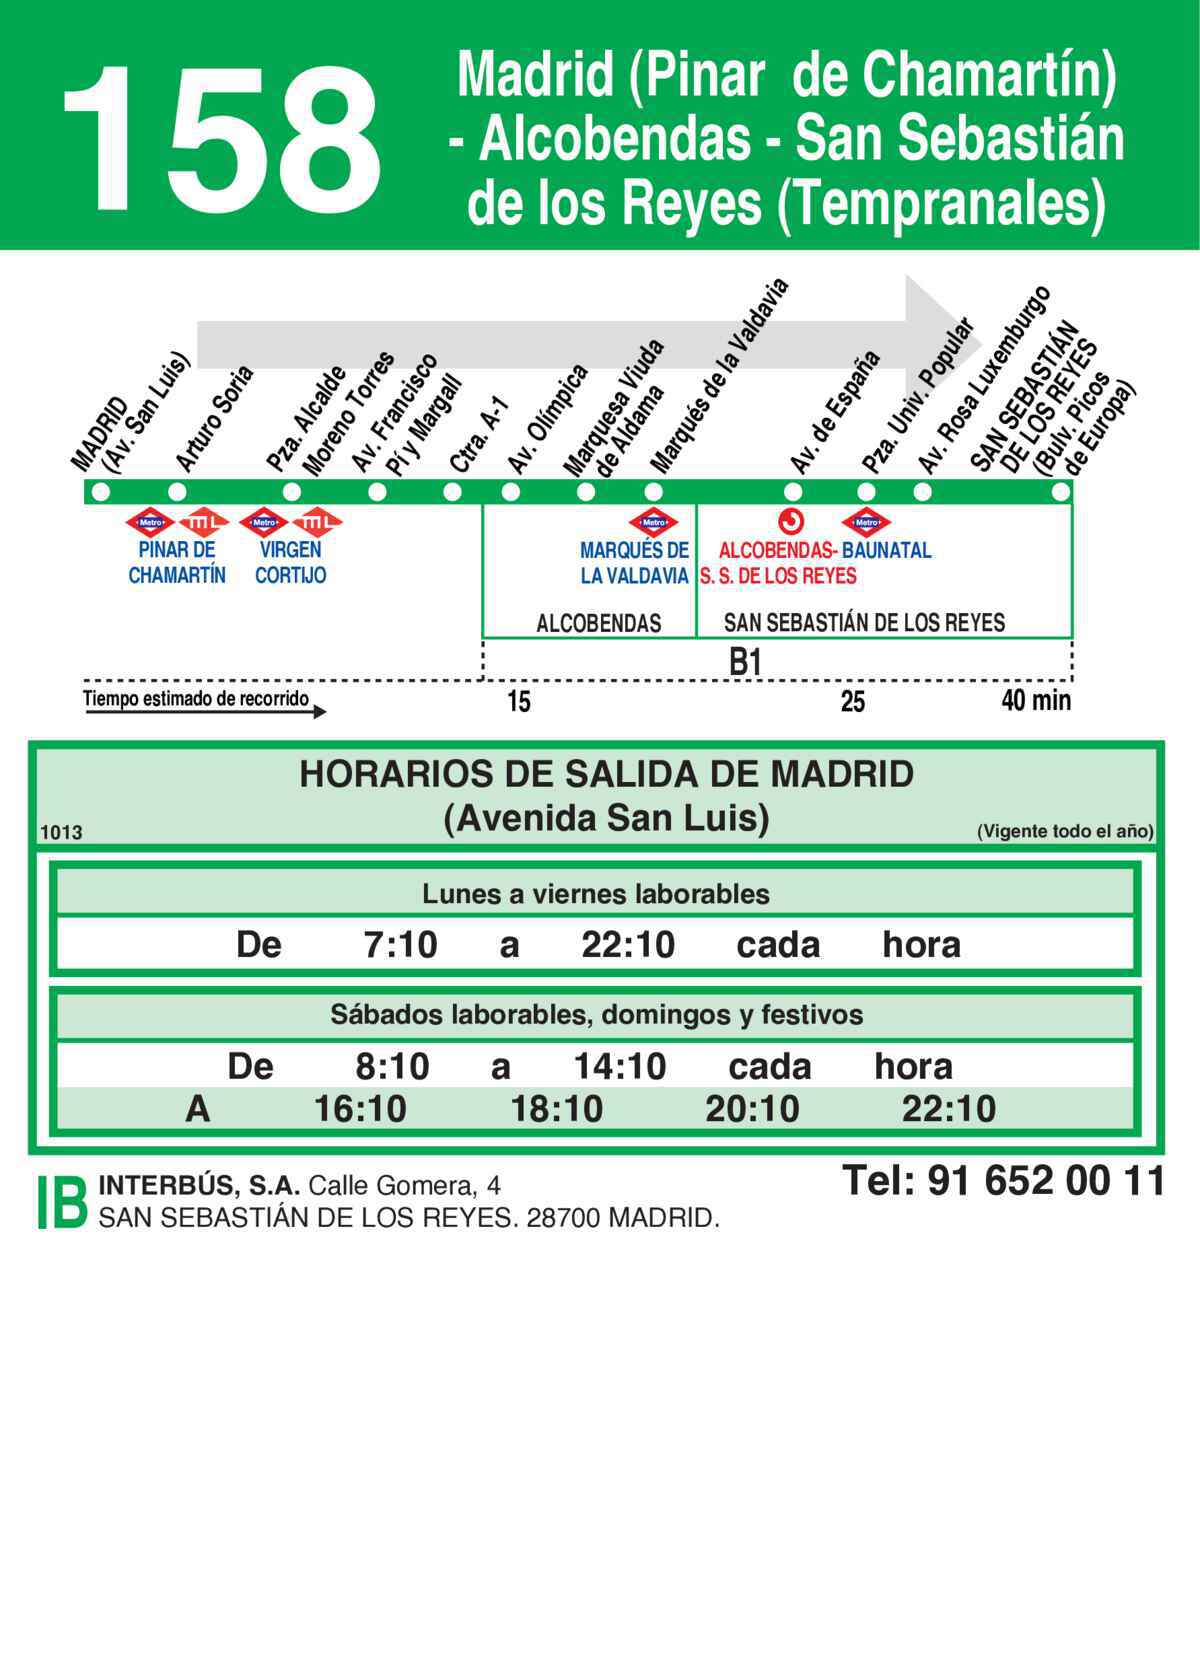 158
Madrid (Pinar de Chamartín)
- Alcobendas - San Sebastián
de los Reyes (Tempranales)
MADRID
(Av. San Luis)
Arturo Soria
Pza. Alcalde
Moreno Torres
Av. Francisco
Pí y Margall
Ctra. A-1
Av. Olímpica
Marquesa Viuda
de Aldama
Marqués de la Valdavia
Av. de España
Pza. Univ. Popular
Av. Rosa Luxemburgo
SAN SEBASTIÁN
DE LOS REYES
(Bulv. Picos
de Europa)
Metro ML Metro ML Metro Metro
PINAR DE
CHAMARTÍN
VIRGEN
CORTIJO
MARQUÉS DE
LA VALDAVIA
ALCOBENDAS-
S. S. DE LOS REYES
BAUNATAL
ALCOBENDAS
SAN SEBASTIÁN DE LOS REYES
B1
Tiempo estimado de recorrido 15 25 40 min
HORARIOS DE SALIDA DE MADRID
(Avenida San Luis)
1013 (Vigente todo el año)
Lunes a viernes laborables
De 7:10 a 22:10 cada hora
Sábados laborables, domingos y festivos
De 8:10 a 14:10 cada hora
A 16:10 18:10 20:10 22:10
IB
INTERBÚS, S.A. Calle Gomera, 4
SAN SEBASTIÁN DE LOS REYES. 28700 MADRID.
Tel: 91 652 00 11